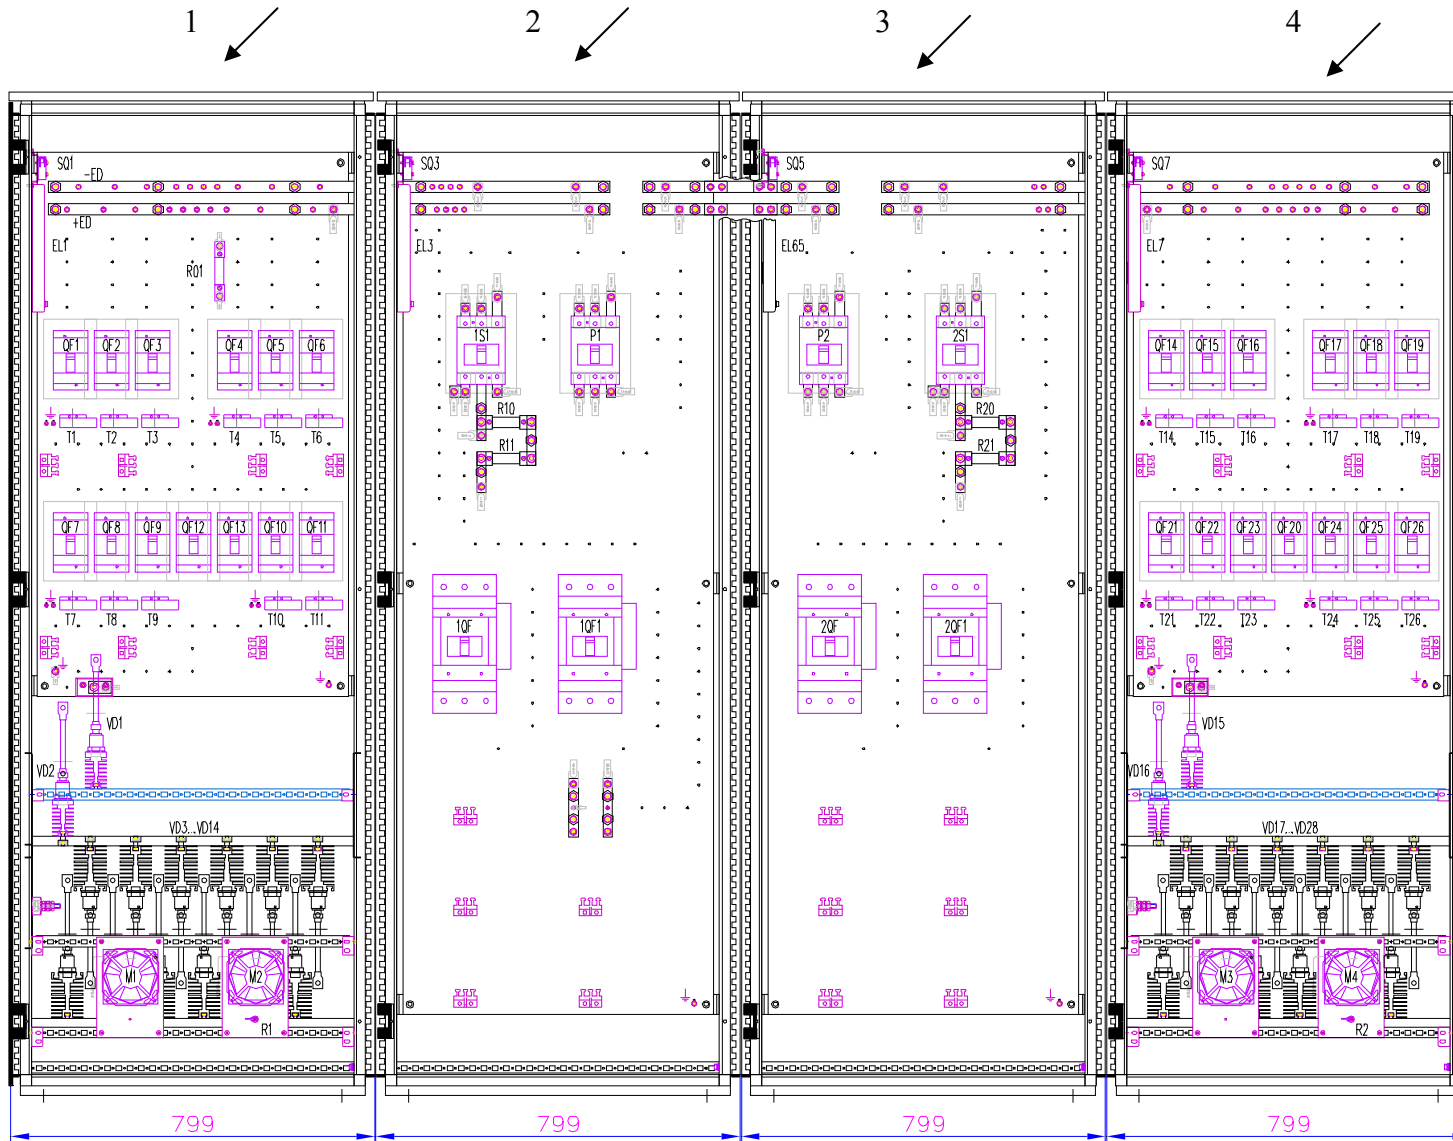 1 2 3 4
SQ1 SQ3 SQ5 SQ7
-ED
+ED
EL1 EL3 EL65 EL7
R01
1S1 P1 P2 2S1
QF1 QF2 QF3 QF4 QF5 QF6
QF14 QF15 QF16 QF17 QF18 QF19
R10 R20
T1 T2 T3 T4 T5 T6
T14 T15 T16 T17 T18 T19
R11 R21
QF7 QF8 QF9 QF12 QF13 QF10 QF11
QF21 QF22 QF23 QF20 QF24 QF25 QF26
T7 T8 T9 T10 T11
T21 T22 T23 T24 T25 T26
1QF 1QF1 2QF 2QF1
VD1 VD15
VD2 VD16
VD3...VD14 VD17...VD28
M1 M2 M3 M4
R1 R2
799 799 799 799